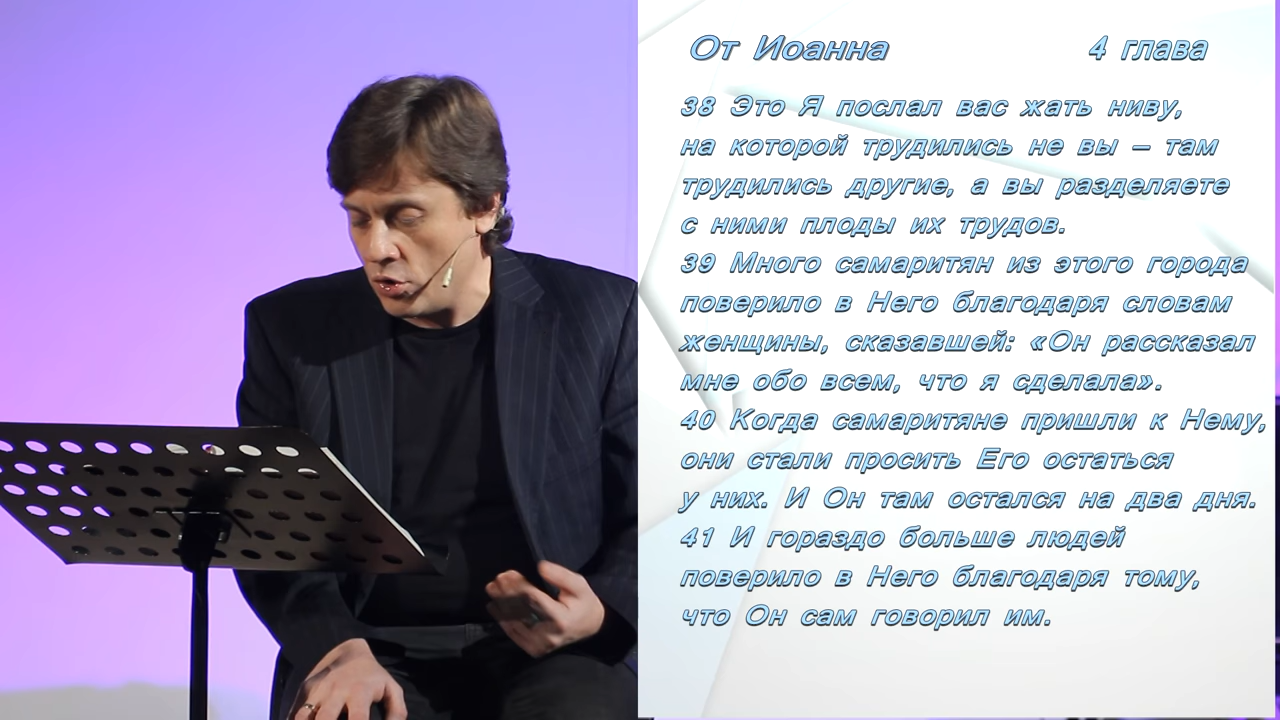 От Иоанна 4 глава
38 Это Я послал вас жать ниву,
на которой трудились не вы – там
трудились другие, а вы разделяете
с ними плоды их трудов.
39 Много самаритян из этого города
поверило в Него благодаря словам
женщины, сказавшей: «Он рассказал
мне обо всем, что я сделала».
40 Когда самаритяне пришли к Нему,
они стали просить Его остаться
у них. И Он там остался на два дня.
41 И гораздо больше людей
поверило в Него благодаря тому,
что Он сам говорил им.